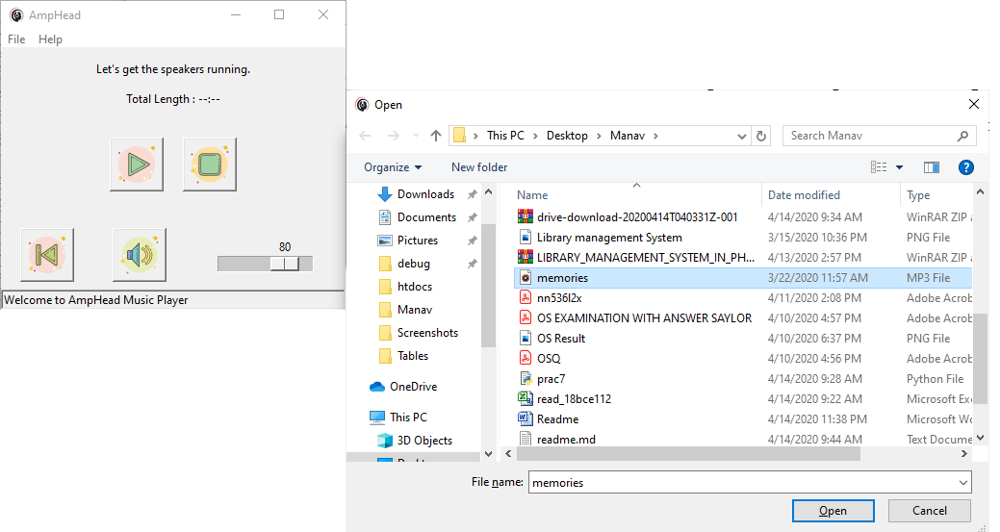 AmpHead
File Help
Let's get the speakers running.
Total Length : --:--
80
Welcome to AmpHead Music Player
Open
This PC > Desktop > Manav >
Search Manav
Organize
New folder
?
Downloads
Documents
Pictures
debug
htdocs
Manav
Screenshots
Tables
OneDrive
This PC
3D Objects
Name Date modified Type
drive-download-20200414T040331Z-001 4/14/2020 9:34 AM WinRAR ZIP a
Library management System 3/15/2020 10:36 PM PNG File
LIBRARY_MANAGEMENT_SYSTEM_IN_PH... 4/13/2020 2:57 PM WinRAR ZIP a
memories 3/22/2020 11:57 AM MP3 File
nn536l2x 4/11/2020 2:08 PM Adobe Acrob
OS EXAMINATION WITH ANSWER SAYLOR 4/10/2020 4:57 PM Adobe Acrob
OS Result 4/10/2020 6:37 PM PNG File
OSQ 4/10/2020 4:56 PM Adobe Acrob
prac7 4/14/2020 9:28 AM Python File
read_18bce112 4/14/2020 9:22 AM Microsoft Ex
Readme 4/14/2020 11:38 PM Microsoft Wo
readme.md 4/14/2020 9:44 AM Text Docume
File name: memories
Open
Cancel